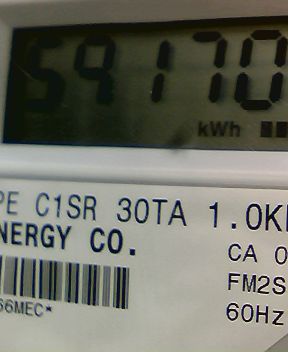 59170
kWh
PE C1SR 30TA 1.0K
NERGY CO.
CA 0
FM2S
66MEC*
60Hz